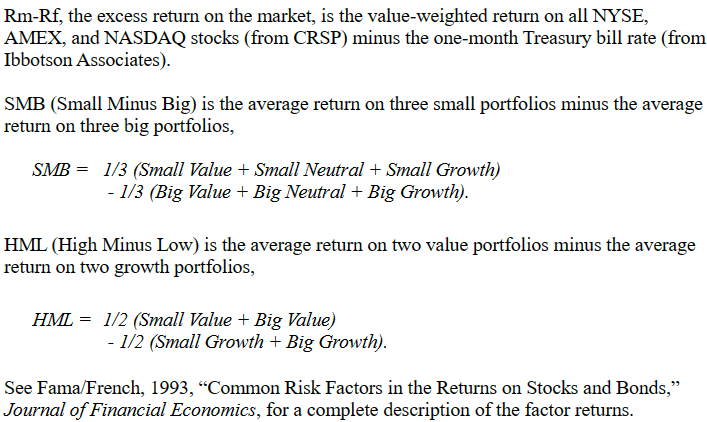 Rm-Rf, the excess return on the market, is the value-weighted return on all NYSE,
AMEX, and NASDAQ stocks (from CRSP) minus the one-month Treasury bill rate (from
Ibbotson Associates).
SMB (Small Minus Big) is the average return on three small portfolios minus the average
return on three big portfolios,
SMB = 1/3 (Small Value + Small Neutral + Small Growth)
- 1/3 (Big Value + Big Neutral + Big Growth).
HML (High Minus Low) is the average return on two value portfolios minus the average
return on two growth portfolios,
HML = 1/2 (Small Value + Big Value)
- 1/2 (Small Growth + Big Growth).
See Fama/French, 1993, “Common Risk Factors in the Returns on Stocks and Bonds,”
Journal of Financial Economics, for a complete description of the factor returns.